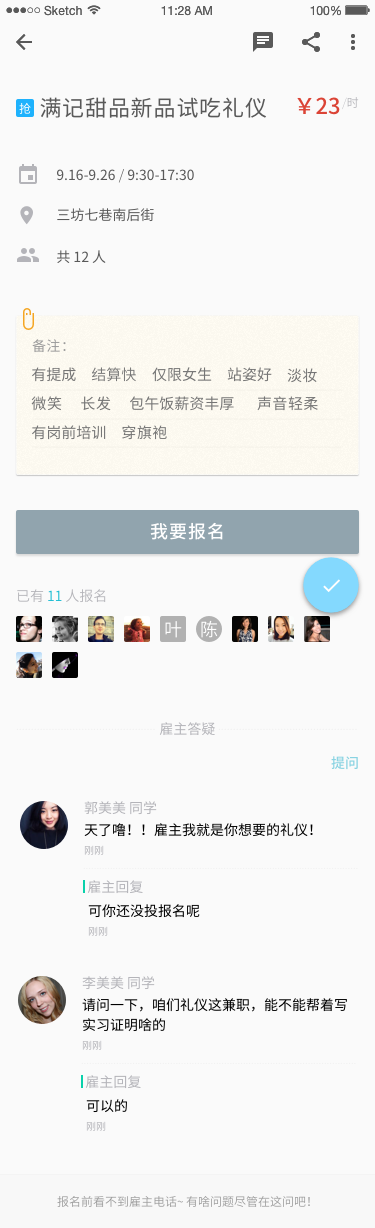 Sketch 11:28 AM 100%
抢 满记甜品新品试吃礼仪 ￥23/时
9.16-9.26 / 9:30-17:30
三坊七巷南后街
共 12 人
备注：
有提成 结算快 仅限女生 站姿好 淡妆
微笑 长发 包午饭薪资丰厚 声音轻柔
有岗前培训 穿旗袍
我要报名
已有 11 人报名
叶 陈
雇主答疑
提问
郭美美 同学
天了噜！！雇主我就是你想要的礼仪！
刚刚
雇主回复
可你还没投报名呢
刚刚
李美美 同学
请问一下，咱们礼仪这兼职，能不能帮着写
实习证明啥的
刚刚
雇主回复
可以的
刚刚
报名前看不到雇主电话~ 有啥问题尽管在这问吧！